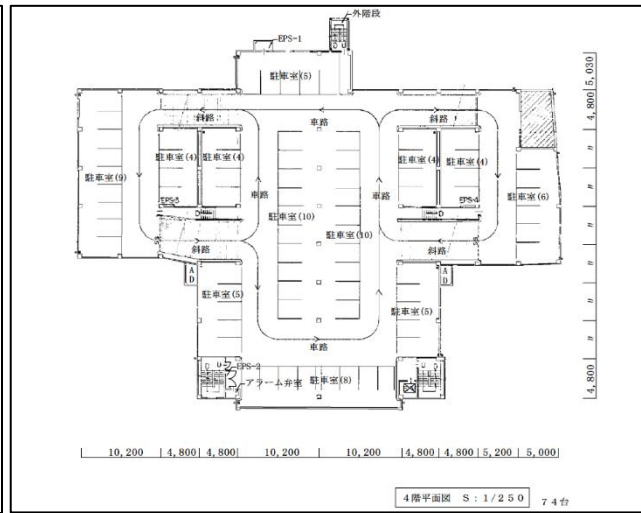 外階段
EPS-1
駐車室(5)
5,030
4,800
斜路
車路
斜路
駐車室(4)
駐車室(4)
駐車室(4)
駐車室(4)
駐車室(9)
車路
車路
駐車室(6)
EPS-3
EPS-4
駐車室(10)
駐車室(10)
斜路
斜路
AD
駐車室(5)
駐車室(5)
AD
車路
EPS-2
アラーム弁室
駐車室(8)
〃
〃
〃
〃
〃
〃
4,800
10,200
4,800
4,800
10,200
10,200
4,800
4,800
5,200
5,000
4階平面図 S:1/250
74台